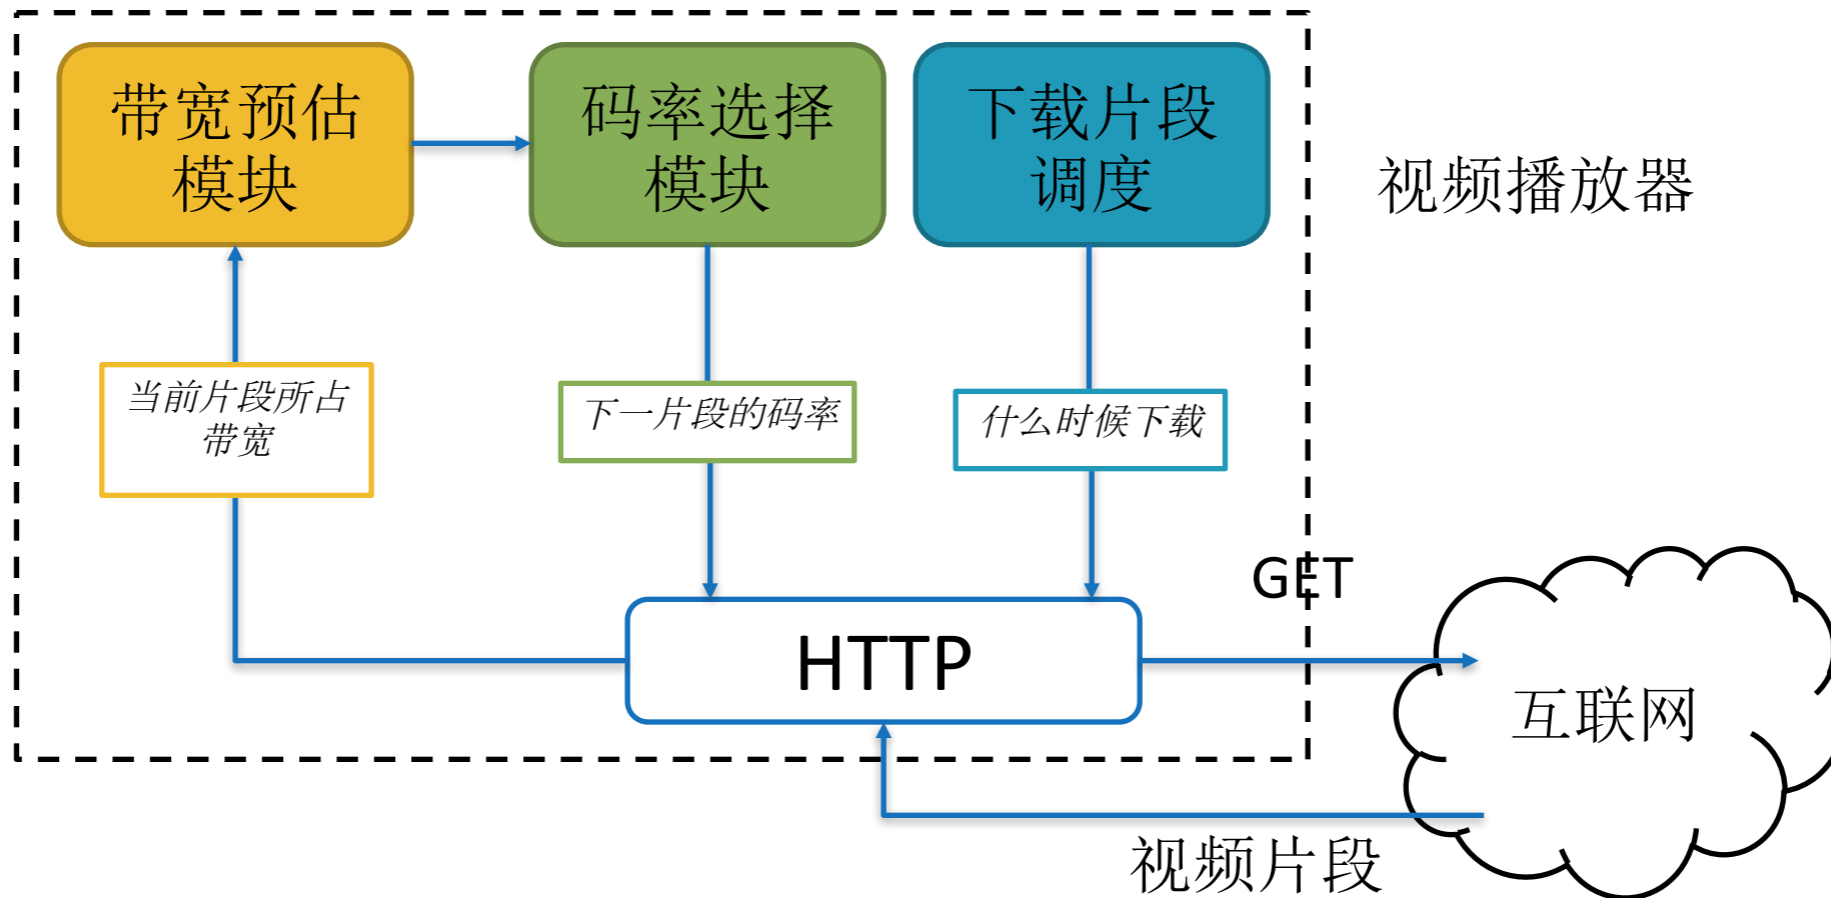 带宽预估
模块
码率选择
模块
下载片段
调度
视频播放器
当前片段所占
带宽
下一片段的码率
什么时候下载
GET
HTTP
互联网
视频片段